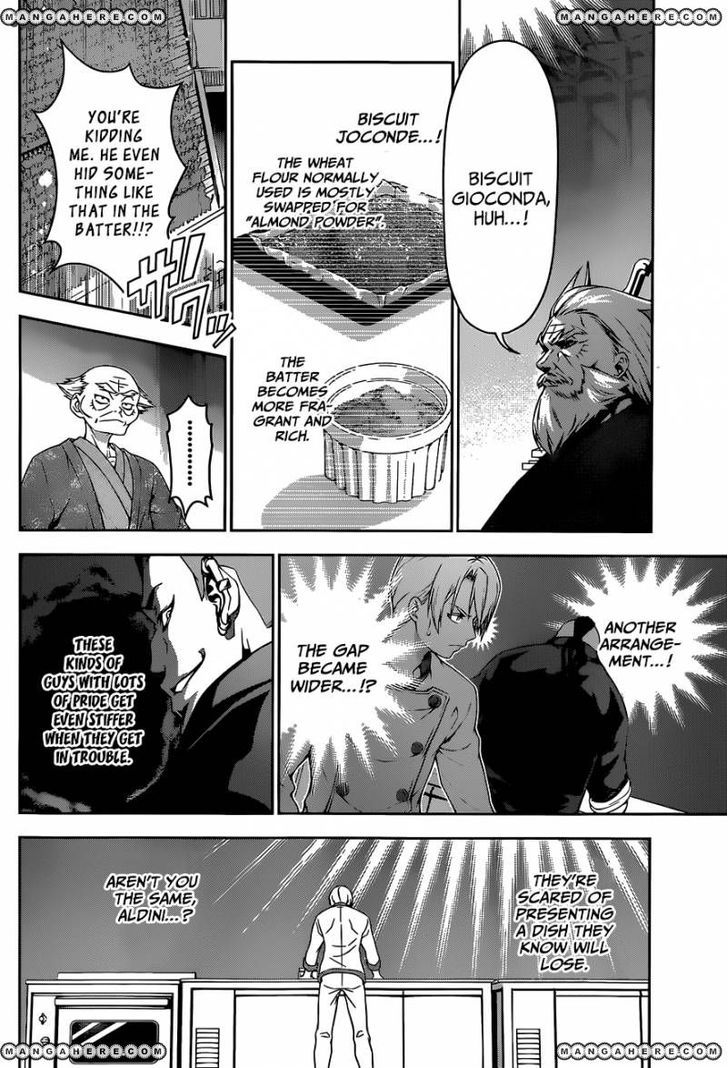 MANGAHERE.COM
MANGAHERE.COM
BISCUIT
GIOCONDA,
HUH...!
BISCUIT
JOCONDE...!
THE WHEAT
FLOUR NORMALLY
USED IS MOSTLY
SWAPPED FOR
"ALMOND POWDER".
THE
BATTER
BECOMES
MORE FRA-
GRANT AND
RICH.
YOU'RE
KIDDING
ME. HE EVEN
HID SOME-
THING LIKE
THAT IN THE
BATTER!!?
ザワッ
..........
ANOTHER
ARRANGE-
MENT...!
THE GAP
BECAME
WIDER...!?
THESE
KINDS OF
GUYS WITH LOTS
OF PRIDE GET
EVEN STIFFER
WHEN THEY GET
IN TROUBLE.
THEY'RE
SCARED OF
PRESENTING
A DISH THEY
KNOW WILL
LOSE.
AREN'T YOU
THE SAME,
ALDINI...?
MANGAHERE.COM
MANGAHERE.COM